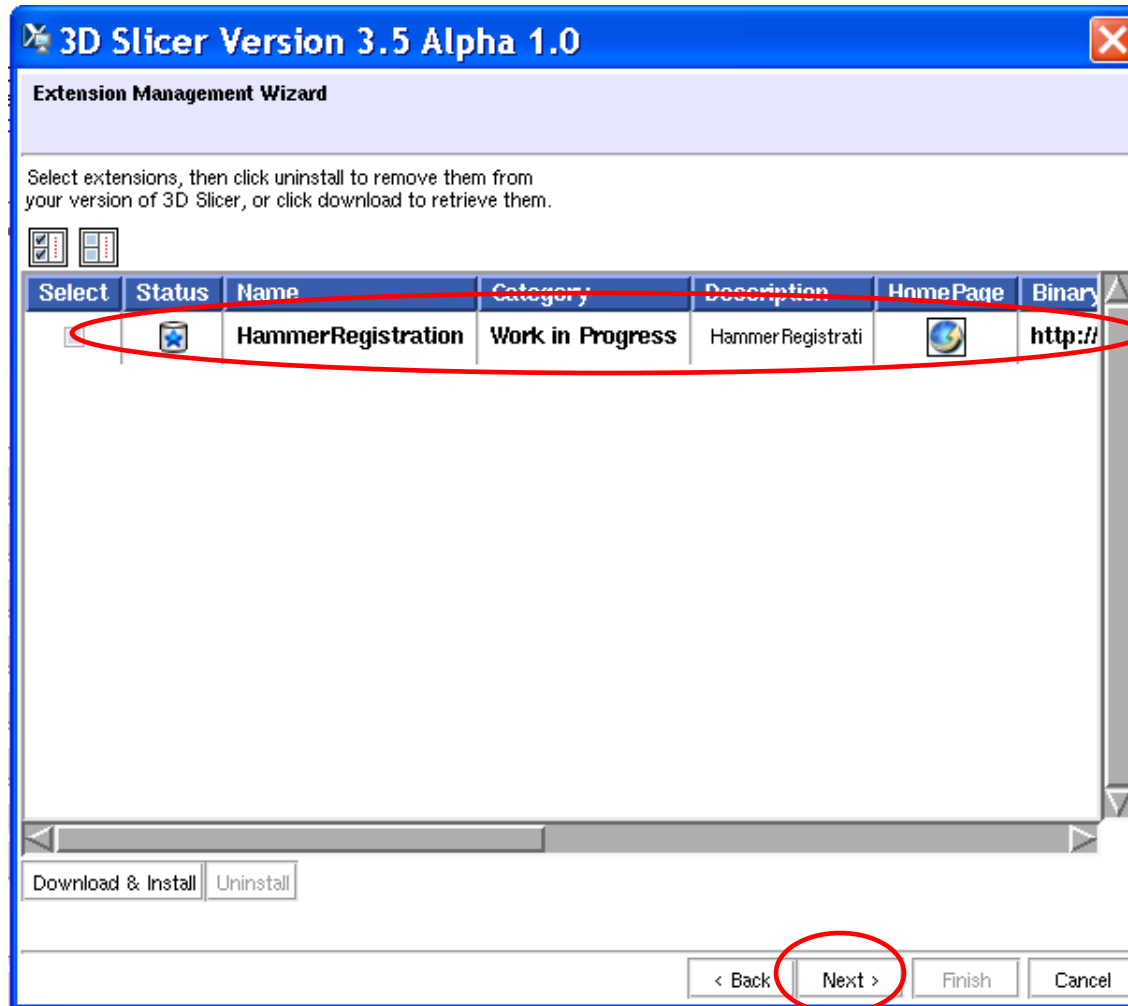 3D Slicer Version 3.5 Alpha 1.0
Extension Management Wizard
Select extensions, then click uninstall to remove them from
your version of 3D Slicer, or click download to retrieve them.
Select Status Name Category Description HomePage Binary
HammerRegistration Work in Progress HammerRegistrati http://
Download & Install Uninstall
< Back Next > Finish Cancel